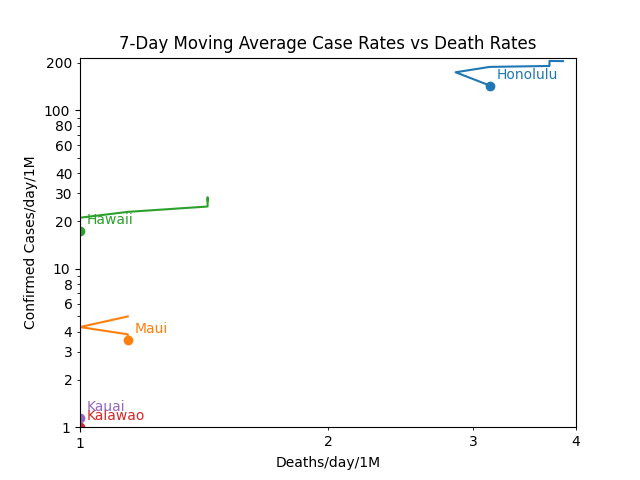 7-Day Moving Average Case Rates vs Death Rates
Confirmed Cases/day/1M
200
100
80
60
40
30
20
10
8
6
4
3
2
1
Honolulu
Hawaii
Maui
Kauai
Kalawao
1
2
3
4
Deaths/day/1M